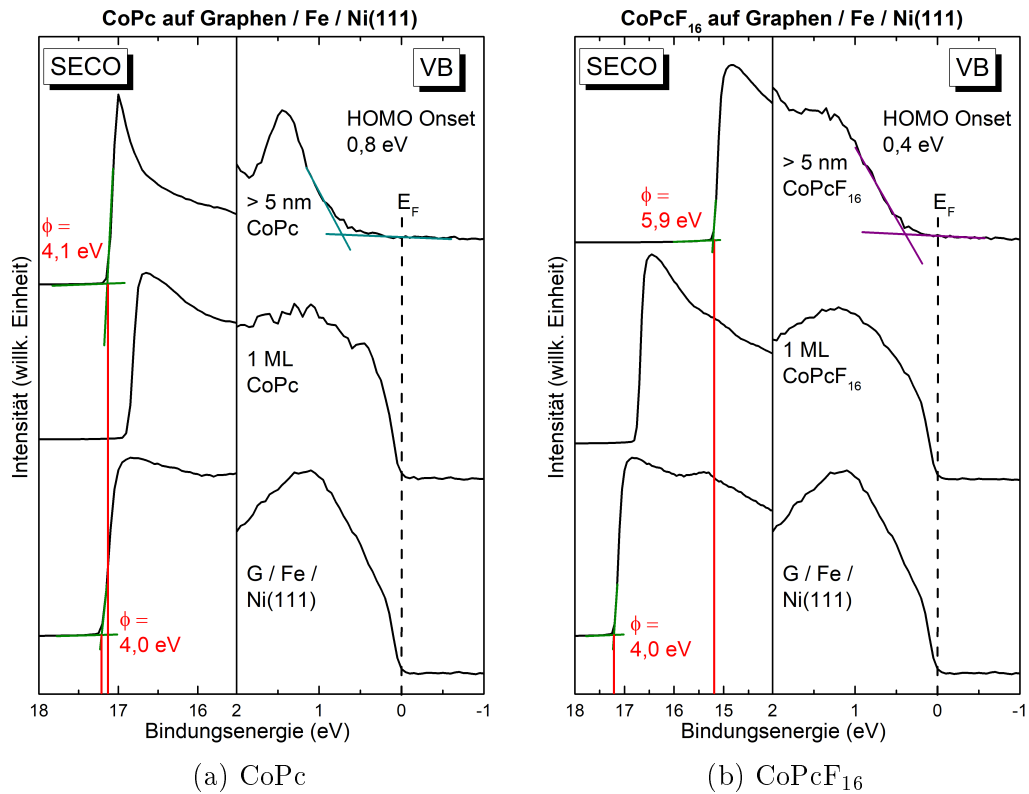 CoPc auf Graphen / Fe / Ni(111)
SECO
VB
HOMO Onset
0,8 eV
> 5 nm
CoPc
E_F
ϕ =
4,1 eV
1 ML
CoPc
G / Fe /
Ni(111)
ϕ =
4,0 eV
Intensität (willk. Einheit)
18 17 16 2 1 0 -1
Bindungsenergie (eV)
(a) CoPc
CoPcF₁₆ auf Graphen / Fe / Ni(111)
SECO
VB
HOMO Onset
0,4 eV
> 5 nm
CoPcF₁₆
E_F
ϕ =
5,9 eV
1 ML
CoPcF₁₆
G / Fe /
Ni(111)
ϕ =
4,0 eV
Intensität (willk. Einheit)
18 17 16 15 2 1 0 -1
Bindungsenergie (eV)
(b) CoPcF₁₆